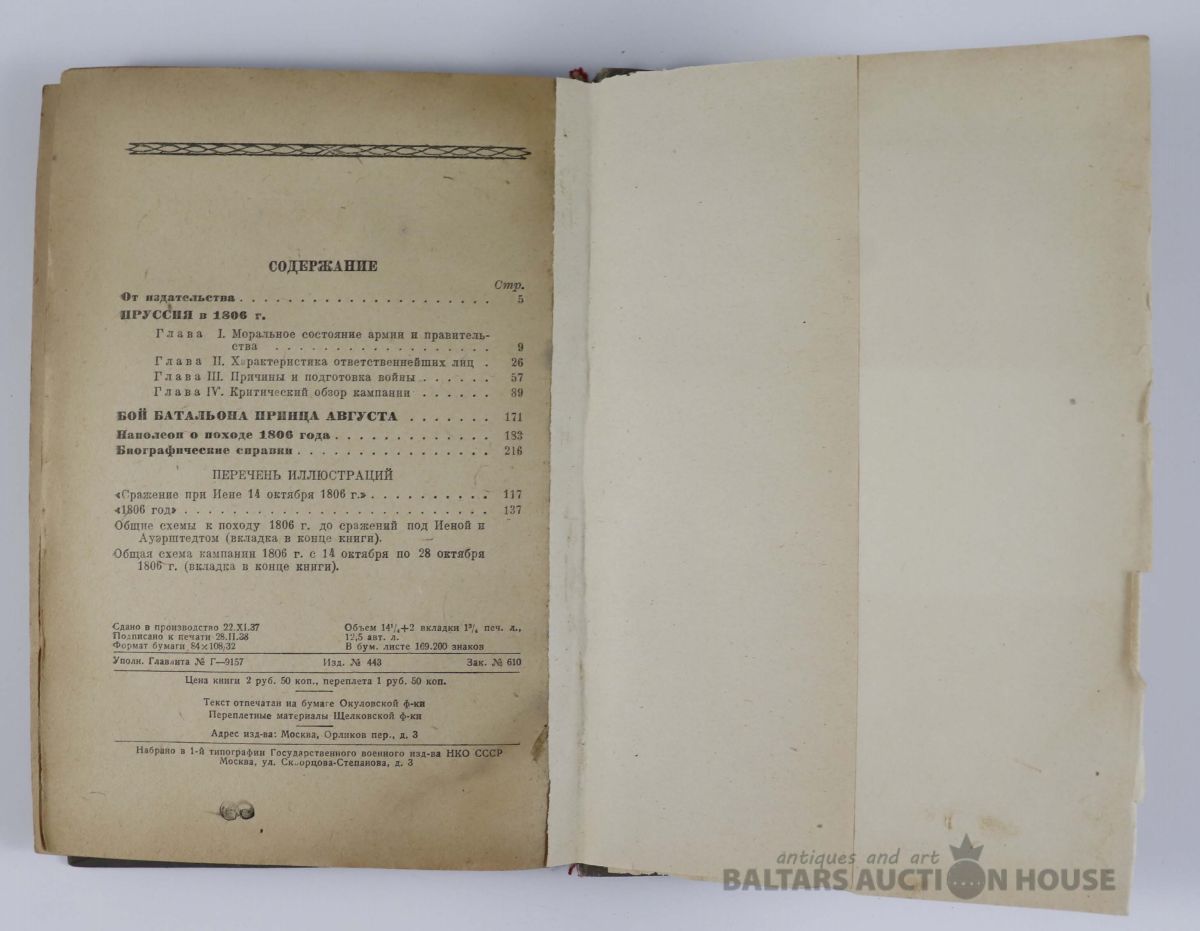 СОДЕРЖАНИЕ
Стр.
От издательства . . . . . . . . . . . . . . . . . . . . . 5
ПРУССИЯ в 1806 г.
Глава I. Моральное состояние армии и правитель-
ства . . . . . . . . . . . . . . . . . . 9
Глава II. Характеристика ответственнейших лиц . 26
Глава III. Причины и подготовка войны . . . . . . 57
Глава IV. Критический обзор кампании . . . . . . 89
БОЙ БАТАЛЬОНА ПРИНЦА АВГУСТА . . . . . . . 171
Наполеон о походе 1806 года . . . . . . . . . . . . . 183
Биографические справки . . . . . . . . . . . . . . . . 216
ПЕРЕЧЕНЬ ИЛЛЮСТРАЦИЙ
«Сражение при Иене 14 октября 1806 г.» . . . . . . . . . . 117
«1806 год» . . . . . . . . . . . . . . . . . . . . . . . . . 137
Общие схемы к походу 1806 г. до сражений под Иеной и
Ауэрштедтом (вкладка в конце книги).
Общая схема кампании 1806 г. с 14 октября по 28 октября
1806 г. (вкладка в конце книги).
Сдано в производство 22.XI.37
Подписано к печати 28.II.38
Формат бумаги 84×108/32
Объем 14¹/₄+2 вкладки 1³/₄ печ. л.,
12,5 авт. л.
В бум. листе 169.200 знаков
Уполн. Главлита № Г—9157 Изд. № 443 Зак. № 610
Цена книги 2 руб. 50 коп., переплета 1 руб. 50 коп.
Текст отпечатан на бумаге Окуловской ф-ки
Переплетные материалы Щелковской ф-ки
Адрес изд-ва: Москва, Орликов пер., д. 3
Набрано в 1-й типографии Государственного военного изд-ва НКО СССР
Москва, ул. Скворцова-Степанова, д. 3
antiques and art
BALTARS AUCTION HOUSE